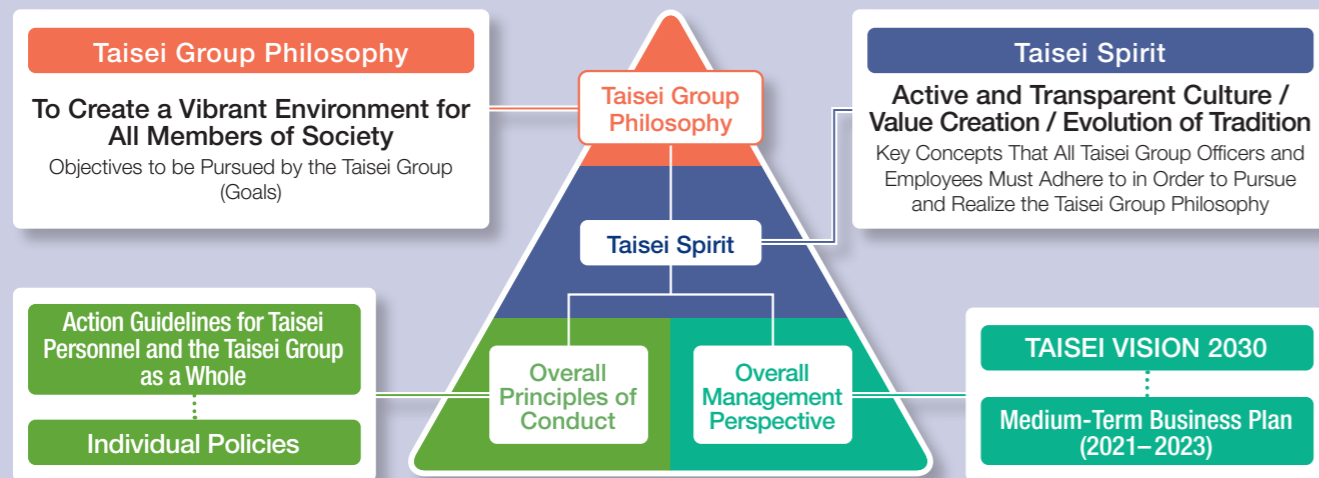 Taisei Group Philosophy
To Create a Vibrant Environment for
All Members of Society
Objectives to be Pursued by the Taisei Group
(Goals)
Taisei Group
Philosophy
Taisei Spirit
Active and Transparent Culture /
Value Creation / Evolution of Tradition
Key Concepts That All Taisei Group Officers and
Employees Must Adhere to in Order to Pursue
and Realize the Taisei Group Philosophy
Taisei Spirit
Action Guidelines for Taisei
Personnel and the Taisei Group
as a Whole
Individual Policies
Overall
Principles of
Conduct
Overall
Management
Perspective
TAISEI VISION 2030
Medium-Term Business Plan
(2021–2023)